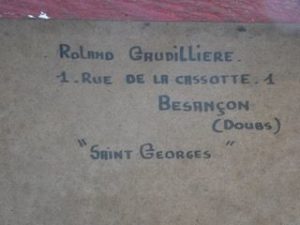 Roland Gaudilliere.
1. Rue de la Cassotte. 1
Besançon
(Doubs)
"Saint Georges"